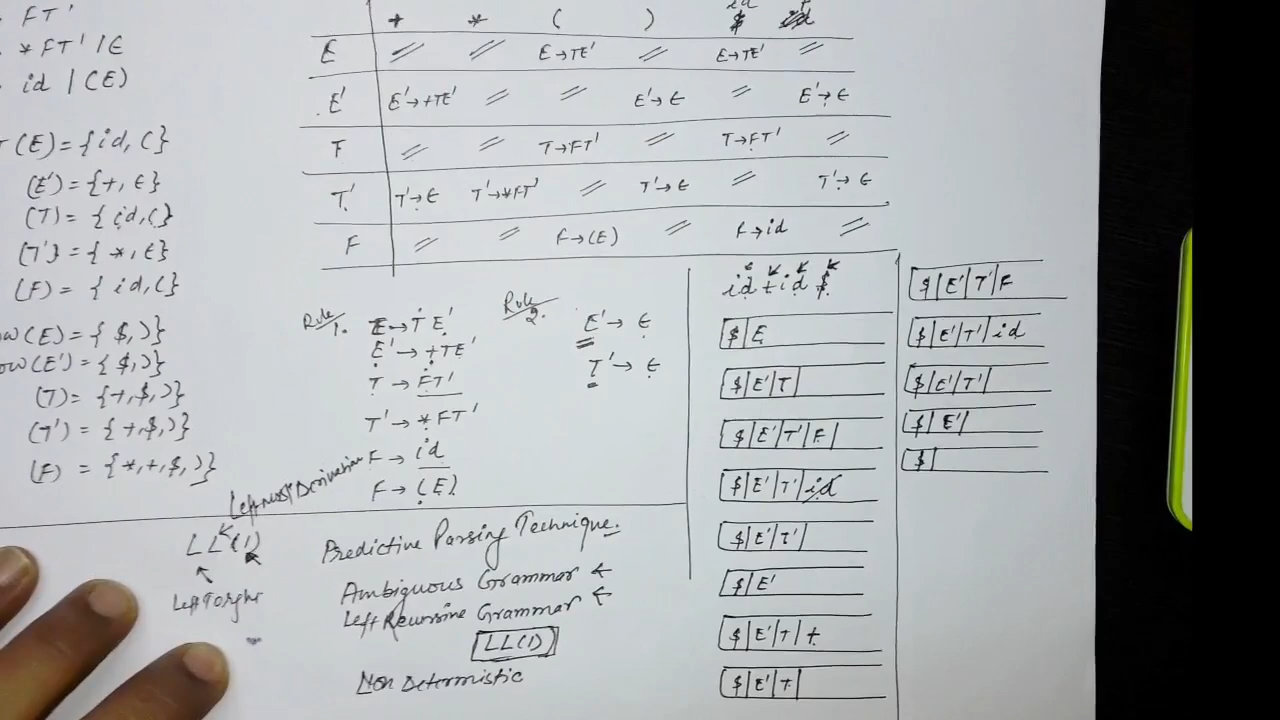 FT'
* FT' / ϵ
id | (E)
T (E) = {id, (}
(E') = {+, ϵ}
(T) = {id, (}
(T'} = {*, ϵ}
(F) = {id, (}
ow(E) = {$, )}
ow(E') = {$, )}
(T) = {+, $, )}
(T') = {+, $, )}
(F) = {*, +, $, )}
+ * ( ) id $
E = = E→TE' = E→TE' =
E' E'→+TE' = = E'→ϵ = E'→ϵ
F = = T→FT' = T→FT' =
T' T'→ϵ T'→*FT' = T'→ϵ = T'→ϵ
F = = F→(E) = F→id =
Rule 1.
E→TE'
E'→+TE'
T→FT'
T'→*FT'
F→id
F→(E)
Rule 2.
E'→ϵ
T'→ϵ
id + id $
$|E
$|E'|T|
$|E'|T'|F|
$|E'|T'|id
$|E'|T'|
$|E'
$|E'|T|+
$|E'|T|
$|E'|T'|F
$|E'|T'|id
$|E'|T'|
$|E'|
$|
Leftmost Derivation
LL(1)
Left to right
Predictive Parsing Technique.
Ambiguous Grammar ←
Left Recursive Grammar ←
LL(1)
Non Deterministic